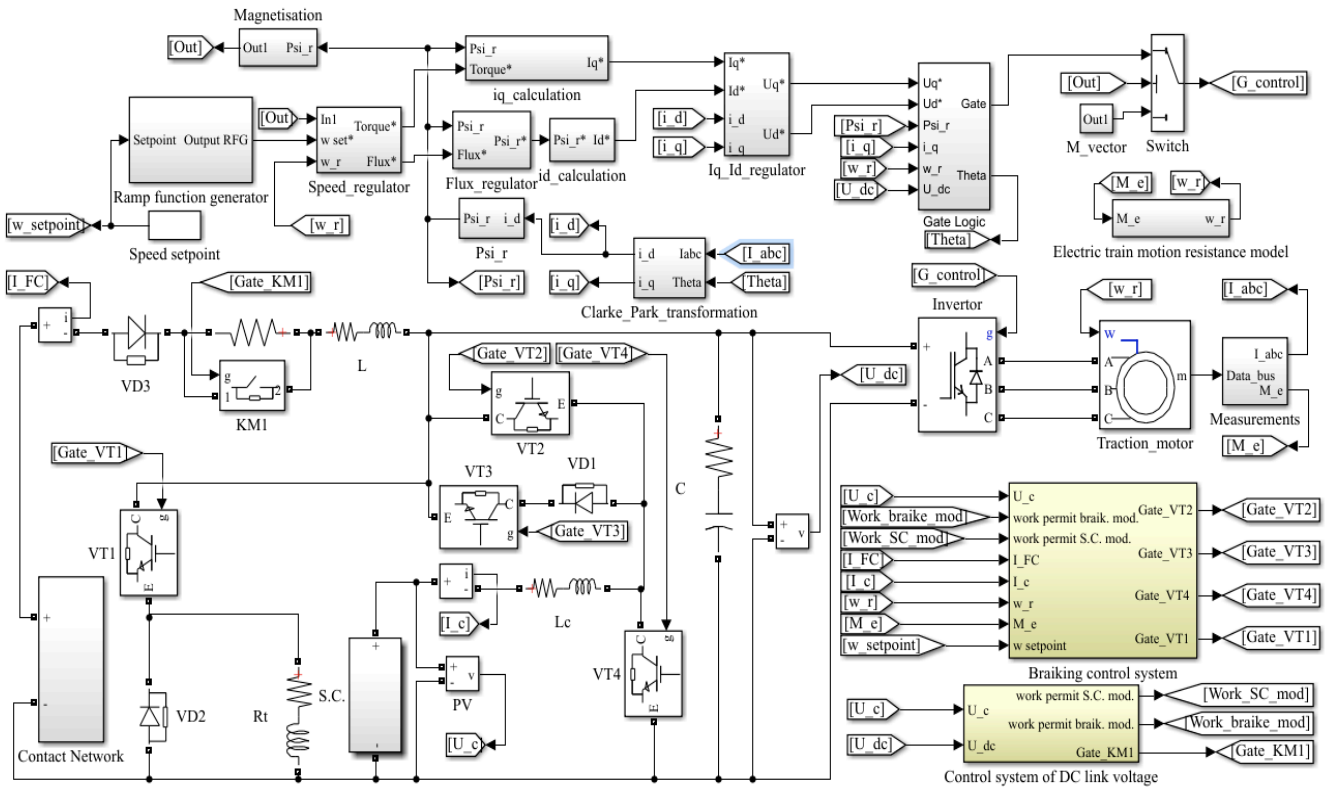 Magnetisation
[Out]
Out1
Psi_r
Psi_r
Torque*
Iq*
iq_calculation
Iq*
Id*
i_d
i_q
Uq*
Ud*
Iq_Id_regulator
[i_d]
[i_q]
Uq*
Ud*
Psi_r
i_q
w_r
U_dc
Gate
Theta
Gate Logic
[Psi_r]
[i_q]
[w_r]
[U_dc]
[Theta]
[Out]
Out1
M_vector
Switch
[G_control]
Setpoint
Output RFG
Ramp function generator
[Out]
In1
w set*
w_r
Torque*
Flux*
Speed_regulator
Psi_r
Flux*
Psi_r*
Flux_regulator
Psi_r*
Id*
id_calculation
[w_setpoint]
Speed setpoint
[w_r]
Psi_r
i_d
Psi_r
[Psi_r]
[i_d]
[i_q]
i_d
i_q
Iabc
Theta
Clarke_Park_transformation
[I_abc]
[Theta]
[M_e]
[w_r]
M_e
w_r
Electric train motion resistance model
[I_FC]
+
-
i
VD3
[Gate_KM1]
g
1
2
KM1
L
[Gate_VT2]
[Gate_VT4]
g
C
E
VT2
[G_control]
Invertor
g
+
-
A
B
C
[U_dc]
[w_r]
w
A
B
C
m
Traction_motor
[I_abc]
I_abc
Data_bus
M_e
Measurements
[M_e]
[Gate_VT1]
C
g
E
VT1
VT3
E
C
g
VD1
[Gate_VT3]
C
+
-
v
+
-
i
[I_c]
Lc
C
g
E
VT4
+
-
Contact Network
VD2
Rt
S.C.
+
-
+
-
v
PV
[U_c]
[U_c]
[Work_braike_mod]
[Work_SC_mod]
[I_FC]
[I_c]
[w_r]
[M_e]
[w_setpoint]
U_c
work permit braik. mod.
work permit S.C. mod.
I_FC
I_c
w_r
M_e
w setpoint
Gate_VT2
Gate_VT3
Gate_VT4
Gate_VT1
[Gate_VT2]
[Gate_VT3]
[Gate_VT4]
[Gate_VT1]
Braiking control system
[U_c]
[U_dc]
U_c
U_dc
work permit S.C. mod.
work permit braik. mod.
Gate_KM1
[Work_SC_mod]
[Work_braike_mod]
[Gate_KM1]
Control system of DC link voltage